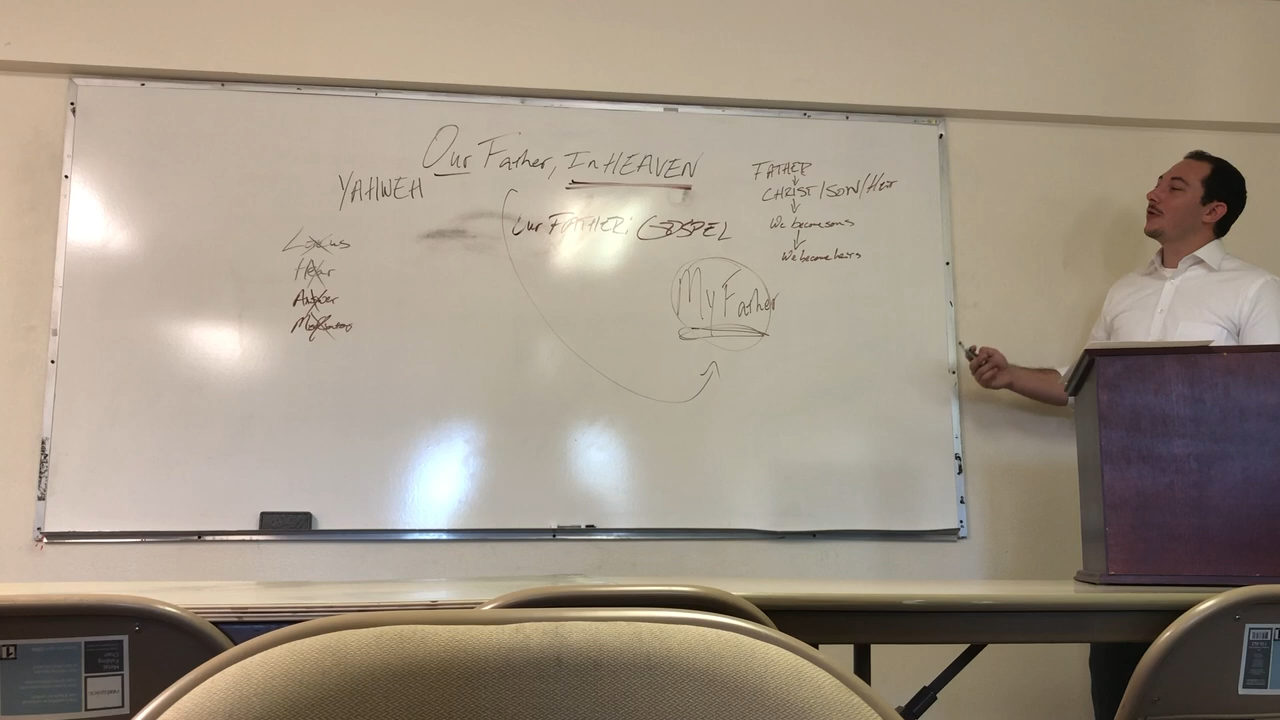 Our Father, In HEAVEN
YAHWEH
Our FATHER: GOSPEL
Hear
My Father
FATHER
CHRIST/SON/Heir
We become sons
We become heirs